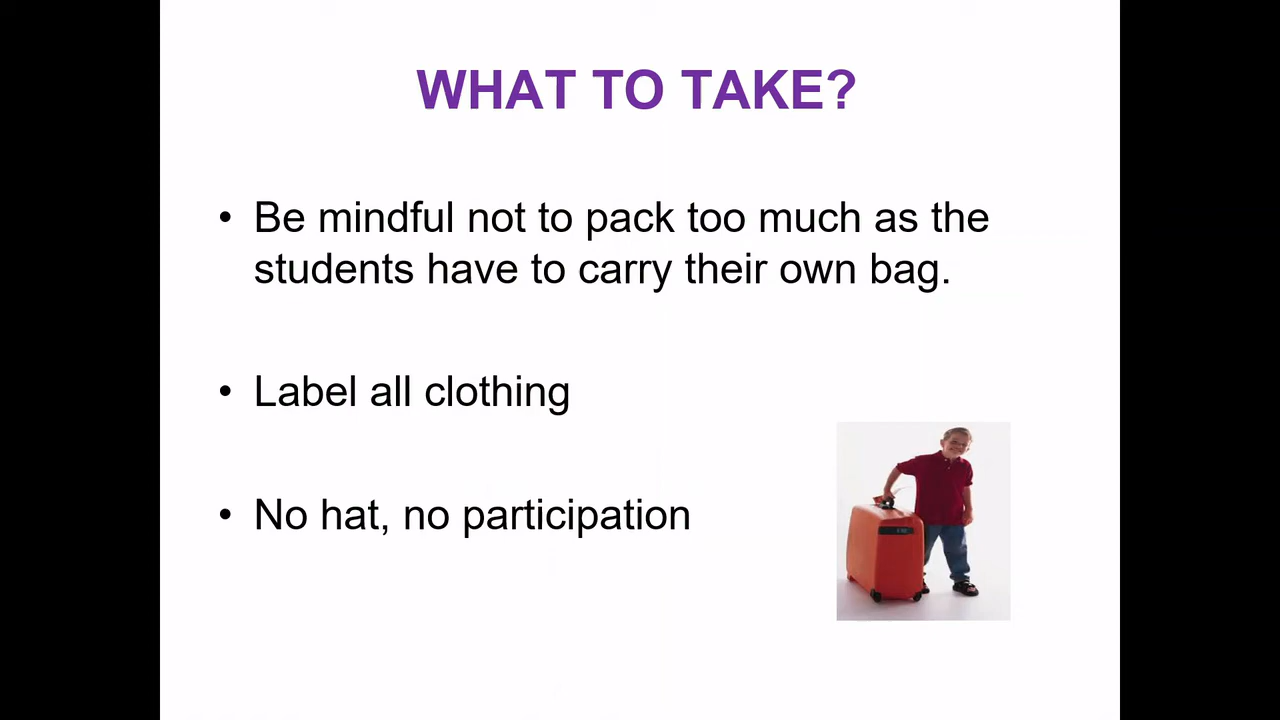 WHAT TO TAKE?
• Be mindful not to pack too much as the
students have to carry their own bag.
• Label all clothing
• No hat, no participation